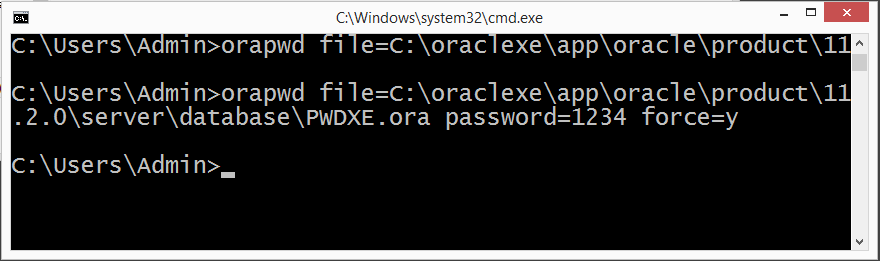 C:\Windows\system32\cmd.exe
C:\Users\Admin>orapwd file=C:\oraclexe\app\oracle\product\11
C:\Users\Admin>orapwd file=C:\oraclexe\app\oracle\product\11
.2.0\server\database\PWDXE.ora password=1234 force=y
C:\Users\Admin>